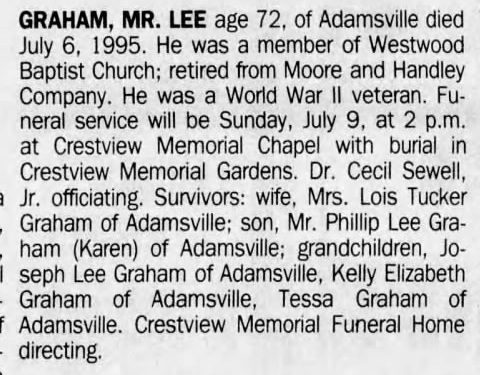 GRAHAM, MR. LEE age 72, of Adamsville died
July 6, 1995. He was a member of Westwood
Baptist Church; retired from Moore and Handley
Company. He was a World War II veteran. Fu-
neral service will be Sunday, July 9, at 2 p.m.
at Crestview Memorial Chapel with burial in
Crestview Memorial Gardens. Dr. Cecil Sewell,
Jr. officiating. Survivors: wife, Mrs. Lois Tucker
Graham of Adamsville; son, Mr. Phillip Lee Gra-
ham (Karen) of Adamsville; grandchildren, Jo-
seph Lee Graham of Adamsville, Kelly Elizabeth
Graham of Adamsville, Tessa Graham of
Adamsville. Crestview Memorial Funeral Home
directing.